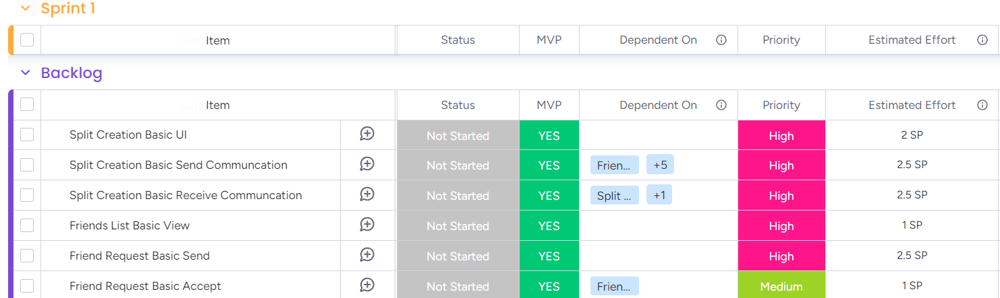 Sprint 1
Item Status MVP Dependent On Priority Estimated Effort
Backlog
Item Status MVP Dependent On Priority Estimated Effort
Split Creation Basic UI Not Started YES High 2 SP
Split Creation Basic Send Communcation Not Started YES Frien... +5 High 2.5 SP
Split Creation Basic Receive Communcation Not Started YES Split ... +1 High 2.5 SP
Friends List Basic View Not Started YES High 1 SP
Friend Request Basic Send Not Started YES High 2.5 SP
Friend Request Basic Accept Not Started YES Frien... Medium 1 SP